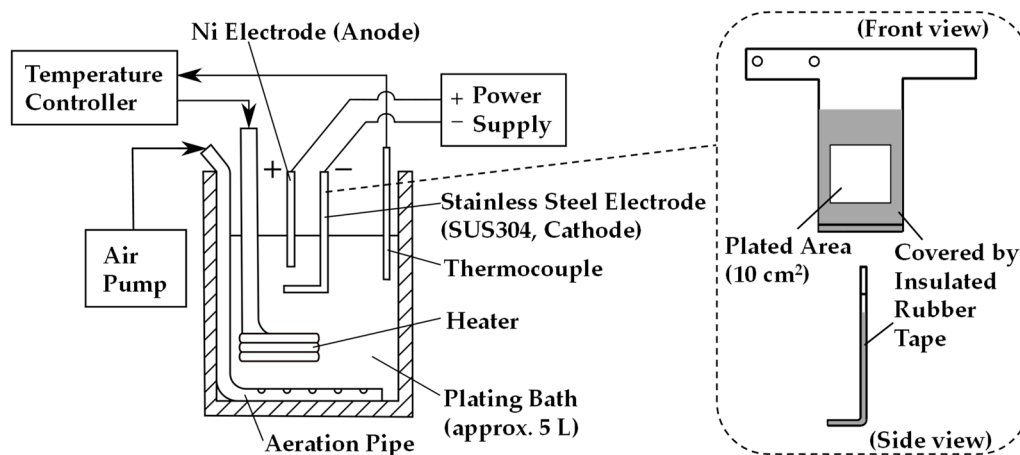 Ni Electrode (Anode)
Temperature
Controller
+ Power
− Supply
+
−
Air
Pump
Stainless Steel Electrode
(SUS304, Cathode)
Thermocouple
Heater
Plating Bath
(approx. 5 L)
Aeration Pipe
(Front view)
Plated Area
(10 cm²)
Covered by
Insulated
Rubber
Tape
(Side view)